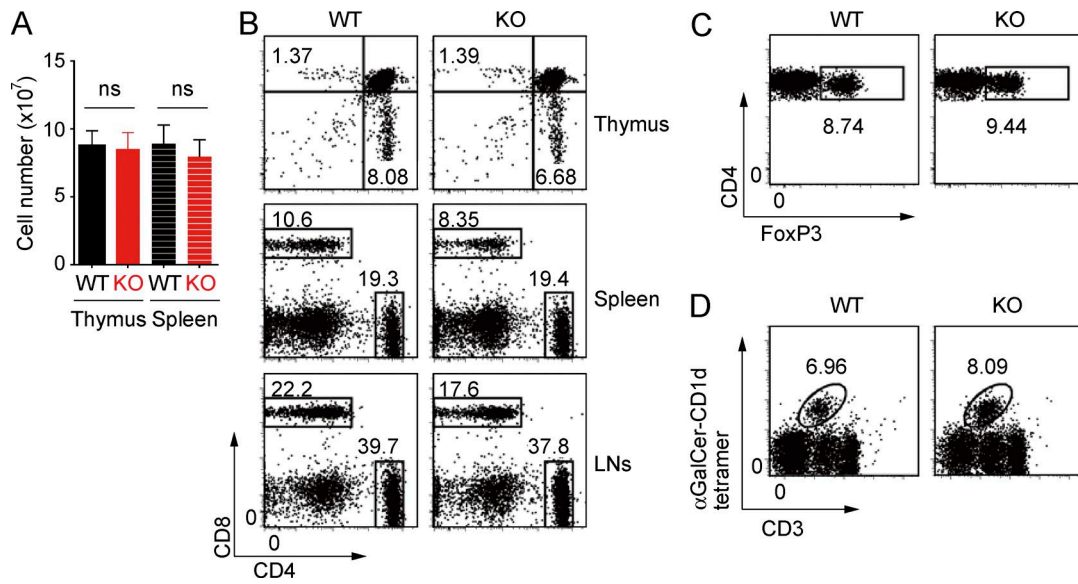 A
Cell number (x10⁷)
15
10
5
0
ns
ns
WT KO WT KO
Thymus Spleen
B
WT
KO
1.37
8.08
1.39
6.68
Thymus
10.6
19.3
8.35
19.4
Spleen
22.2
39.7
17.6
37.8
LNs
CD8
0
0
CD4
C
WT
KO
8.74
9.44
CD4
0
0
FoxP3
D
WT
KO
6.96
8.09
αGalCer-CD1d
tetramer
0
0
CD3